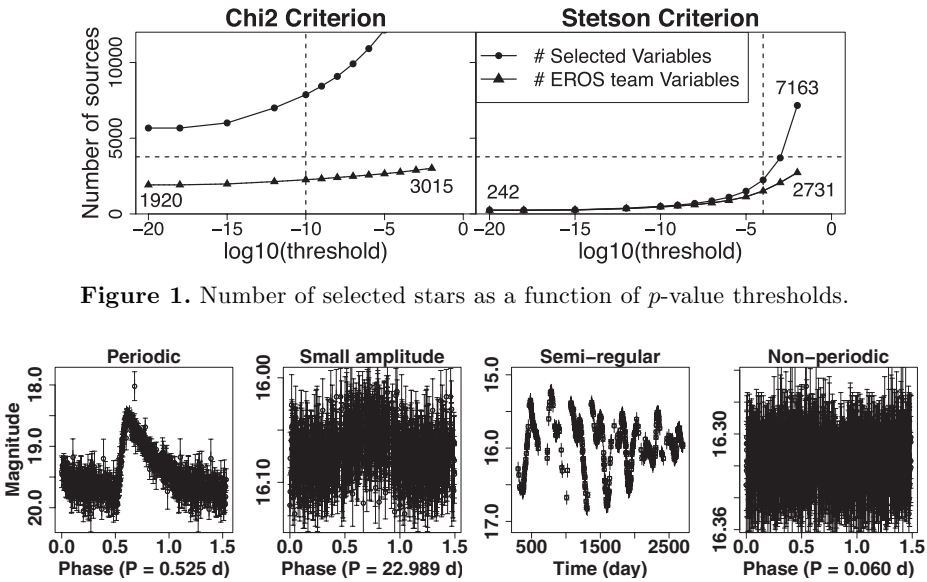 Chi2 Criterion
Stetson Criterion
Number of sources
0 5000 10000
1920
3015
−20 −15 −10 −5 0
log10(threshold)
# Selected Variables
# EROS team Variables
7163
242
2731
−20 −15 −10 −5 0
log10(threshold)
Figure 1. Number of selected stars as a function of p-value thresholds.
Periodic
Magnitude
18.0
19.0
20.0
0.0 0.5 1.0 1.5
Phase (P = 0.525 d)
Small amplitude
16.00
16.10
0.0 0.5 1.0 1.5
Phase (P = 22.989 d)
Semi−regular
15.0
16.0
17.0
500 1500 2500
Time (day)
Non−periodic
16.30
16.36
0.0 0.5 1.0 1.5
Phase (P = 0.060 d)